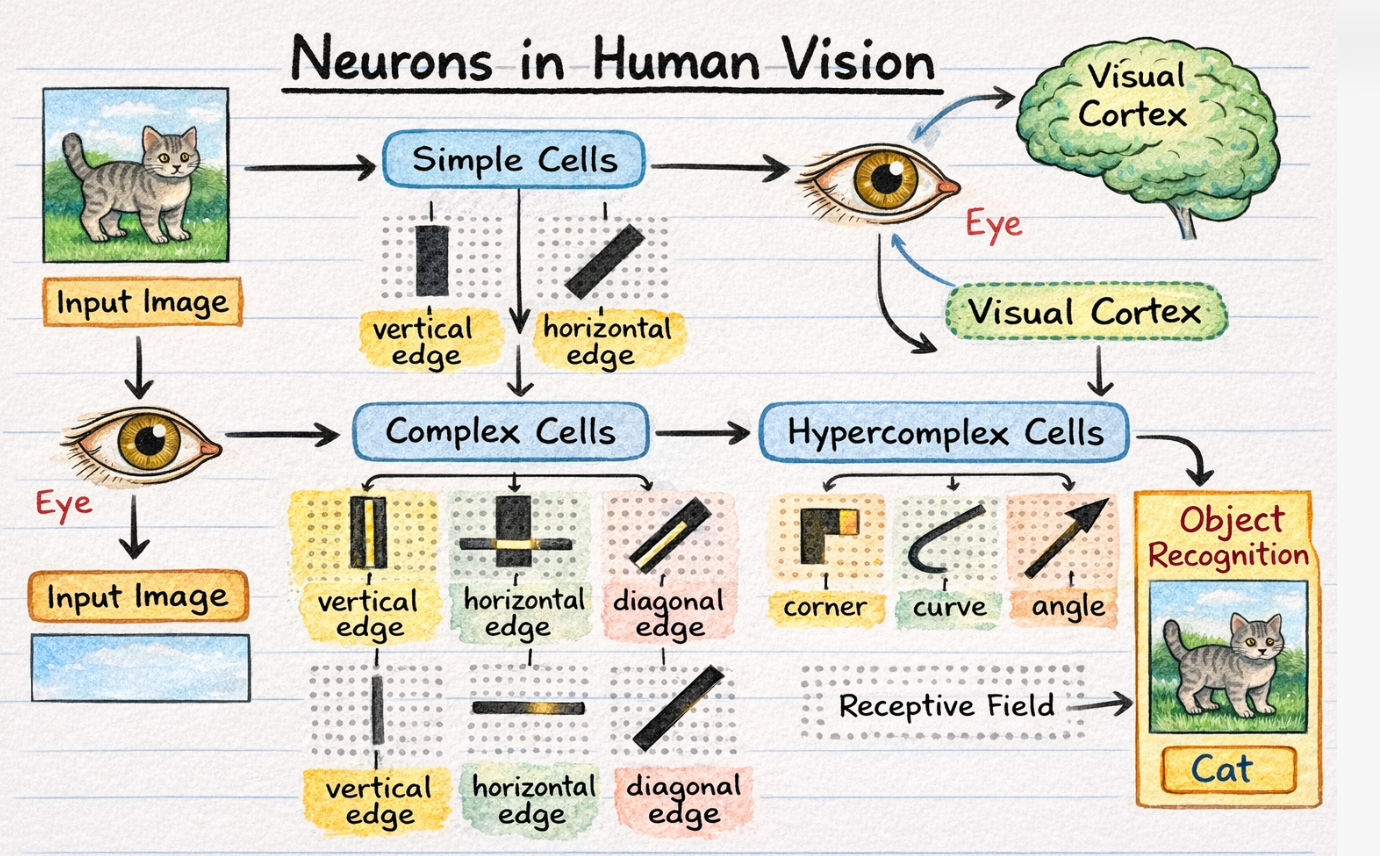 Neurons in Human Vision
Visual
Cortex
Simple Cells
Eye
Input Image
vertical
edge
horizontal
edge
Visual Cortex
Eye
Complex Cells
Hypercomplex Cells
Object
Recognition
Input Image
vertical
edge
horizontal
edge
diagonal
edge
corner
curve
angle
Receptive Field
Cat
vertical
edge
horizontal
edge
diagonal
edge